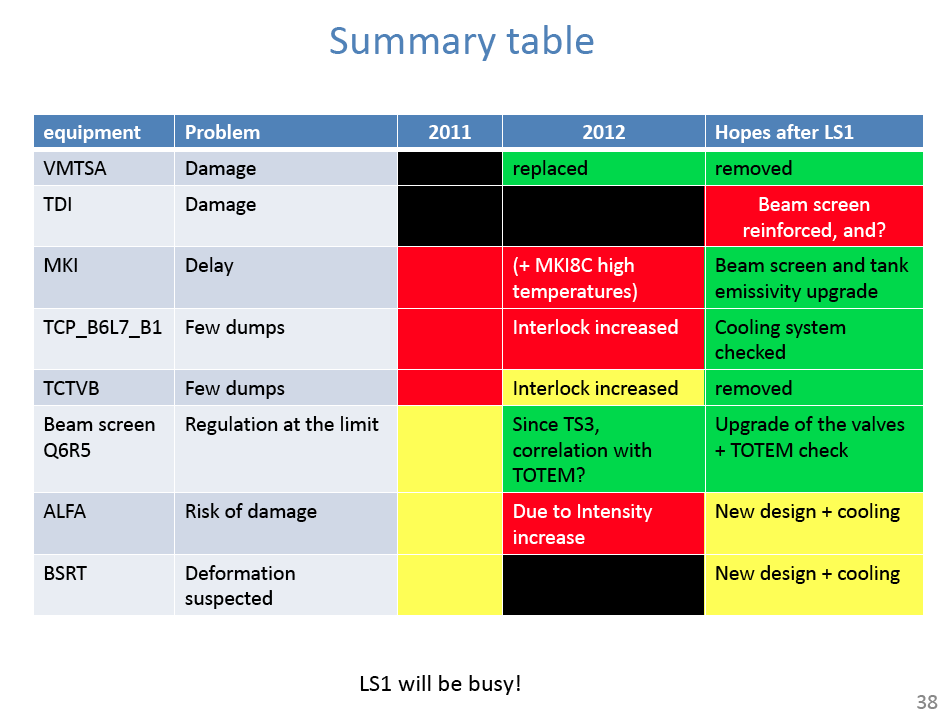 Summary table
equipment Problem 2011 2012 Hopes after LS1
VMTSA Damage replaced removed
TDI Damage Beam screen
reinforced, and?
MKI Delay (+ MKI8C high Beam screen and tank
temperatures) emissivity upgrade
TCP_B6L7_B1 Few dumps Interlock increased Cooling system
checked
TCTVB Few dumps Interlock increased removed
Beam screen Regulation at the limit Since TS3, Upgrade of the valves
Q6R5 correlation with + TOTEM check
TOTEM?
ALFA Risk of damage Due to Intensity New design + cooling
increase
BSRT Deformation New design + cooling
suspected
LS1 will be busy!
38